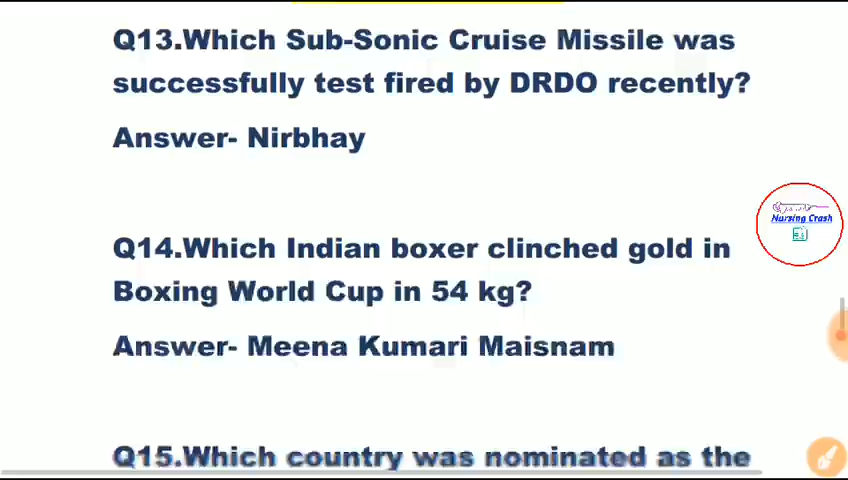 Q13.Which Sub-Sonic Cruise Missile was
successfully test fired by DRDO recently?
Answer- Nirbhay
Nursing Crash
Q14.Which Indian boxer clinched gold in
Boxing World Cup in 54 kg?
Answer- Meena Kumari Maisnam
Q15.Which country was nominated as the